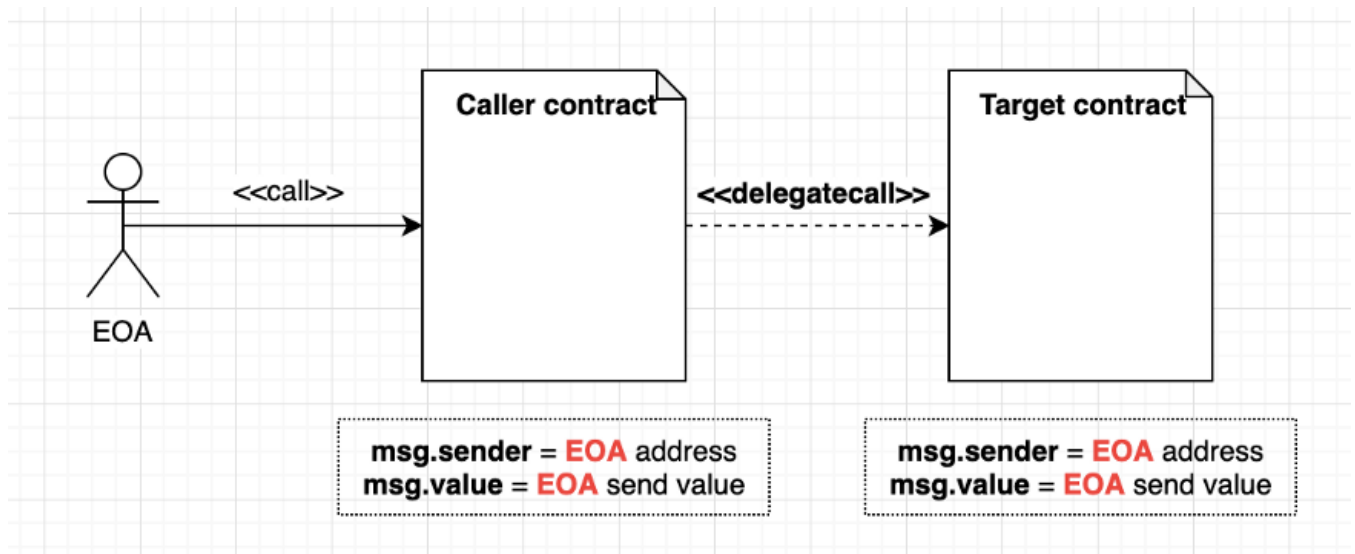 Caller contract
Target contract
<<call>>
<<delegatecall>>
EOA
msg.sender = EOA address
msg.value = EOA send value
msg.sender = EOA address
msg.value = EOA send value